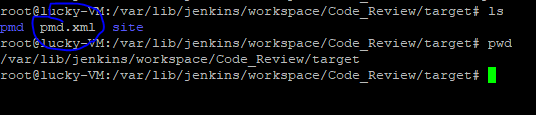 root@lucky-VM:/var/lib/jenkins/workspace/Code_Review/target# ls
pmd  pmd.xml  site
root@lucky-VM:/var/lib/jenkins/workspace/Code_Review/target# pwd
/var/lib/jenkins/workspace/Code_Review/target
root@lucky-VM:/var/lib/jenkins/workspace/Code_Review/target#